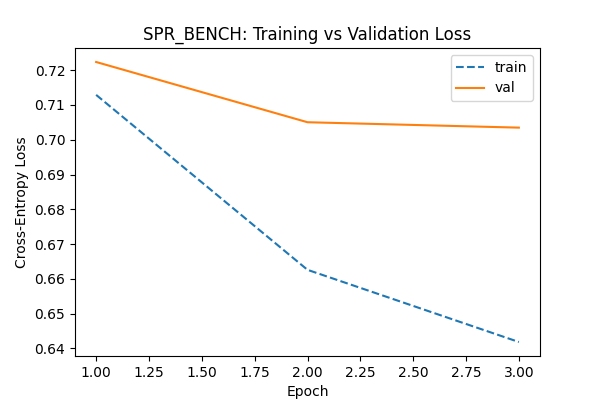 SPR_BENCH: Training vs Validation Loss
train
val
Cross-Entropy Loss
0.72
0.71
0.70
0.69
0.68
0.67
0.66
0.65
0.64
1.00 1.25 1.50 1.75 2.00 2.25 2.50 2.75 3.00
Epoch